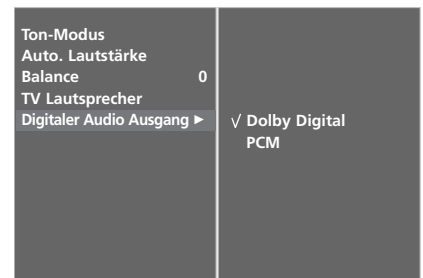 Ton-Modus
Auto. Lautstärke
Balance 0
TV Lautsprecher
Digitaler Audio Ausgang ►
√ Dolby Digital
PCM